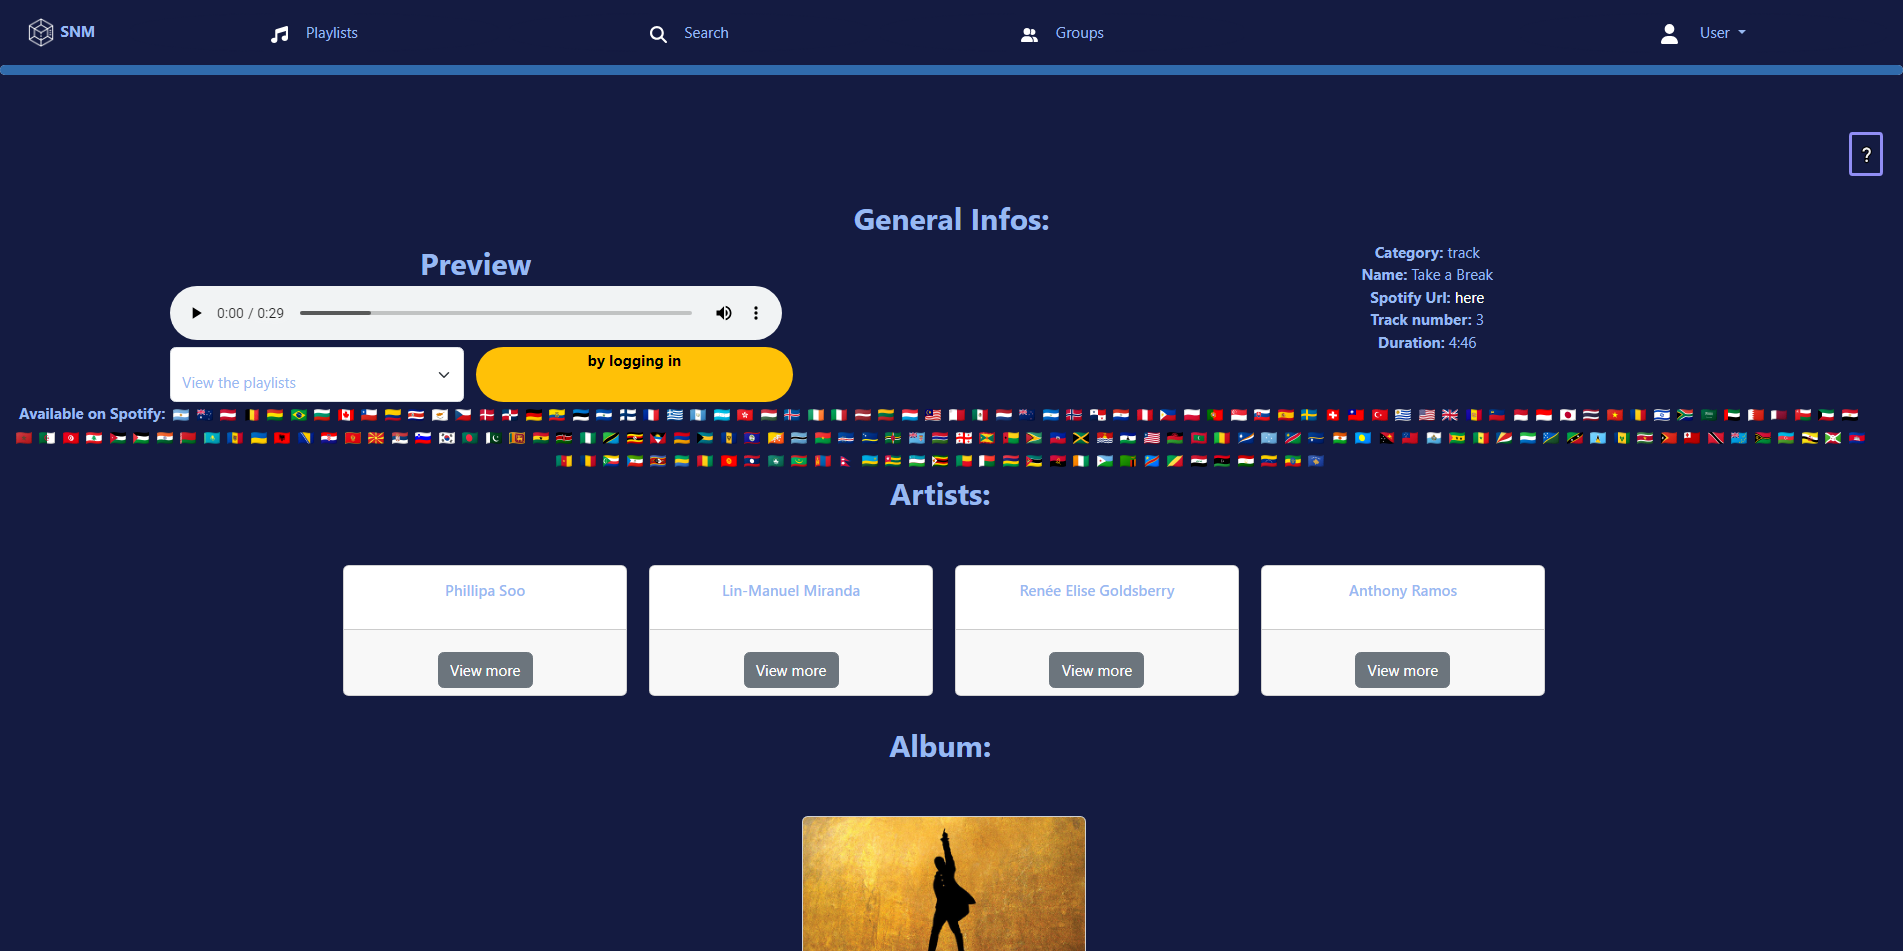 SNM
Playlists
Search
Groups
User
?
General Infos:
Preview
0:00 / 0:29
View the playlists
by logging in
Category: track
Name: Take a Break
Spotify Url: here
Track number: 3
Duration: 4:46
Available on Spotify:
Artists:
Phillipa Soo
View more
Lin-Manuel Miranda
View more
Renée Elise Goldsberry
View more
Anthony Ramos
View more
Album: